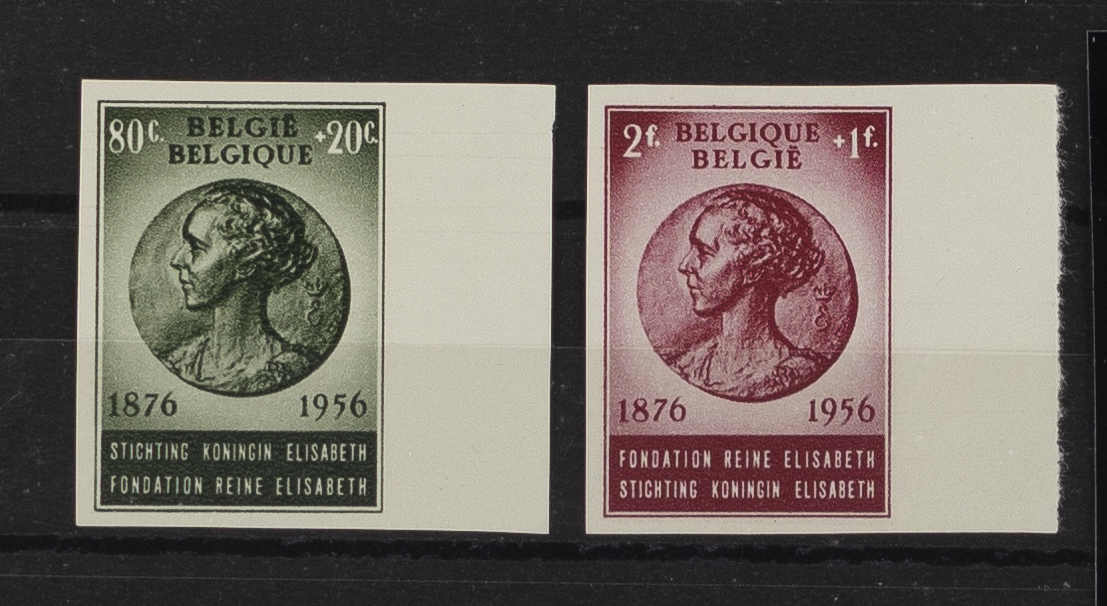 80c. BELGIË +20c.
BELGIQUE
1876 1956
STICHTING KONINGIN ELISABETH
FONDATION REINE ELISABETH
2f. BELGIQUE +1f.
BELGIË
1876 1956
FONDATION REINE ELISABETH
STICHTING KONINGIN ELISABETH